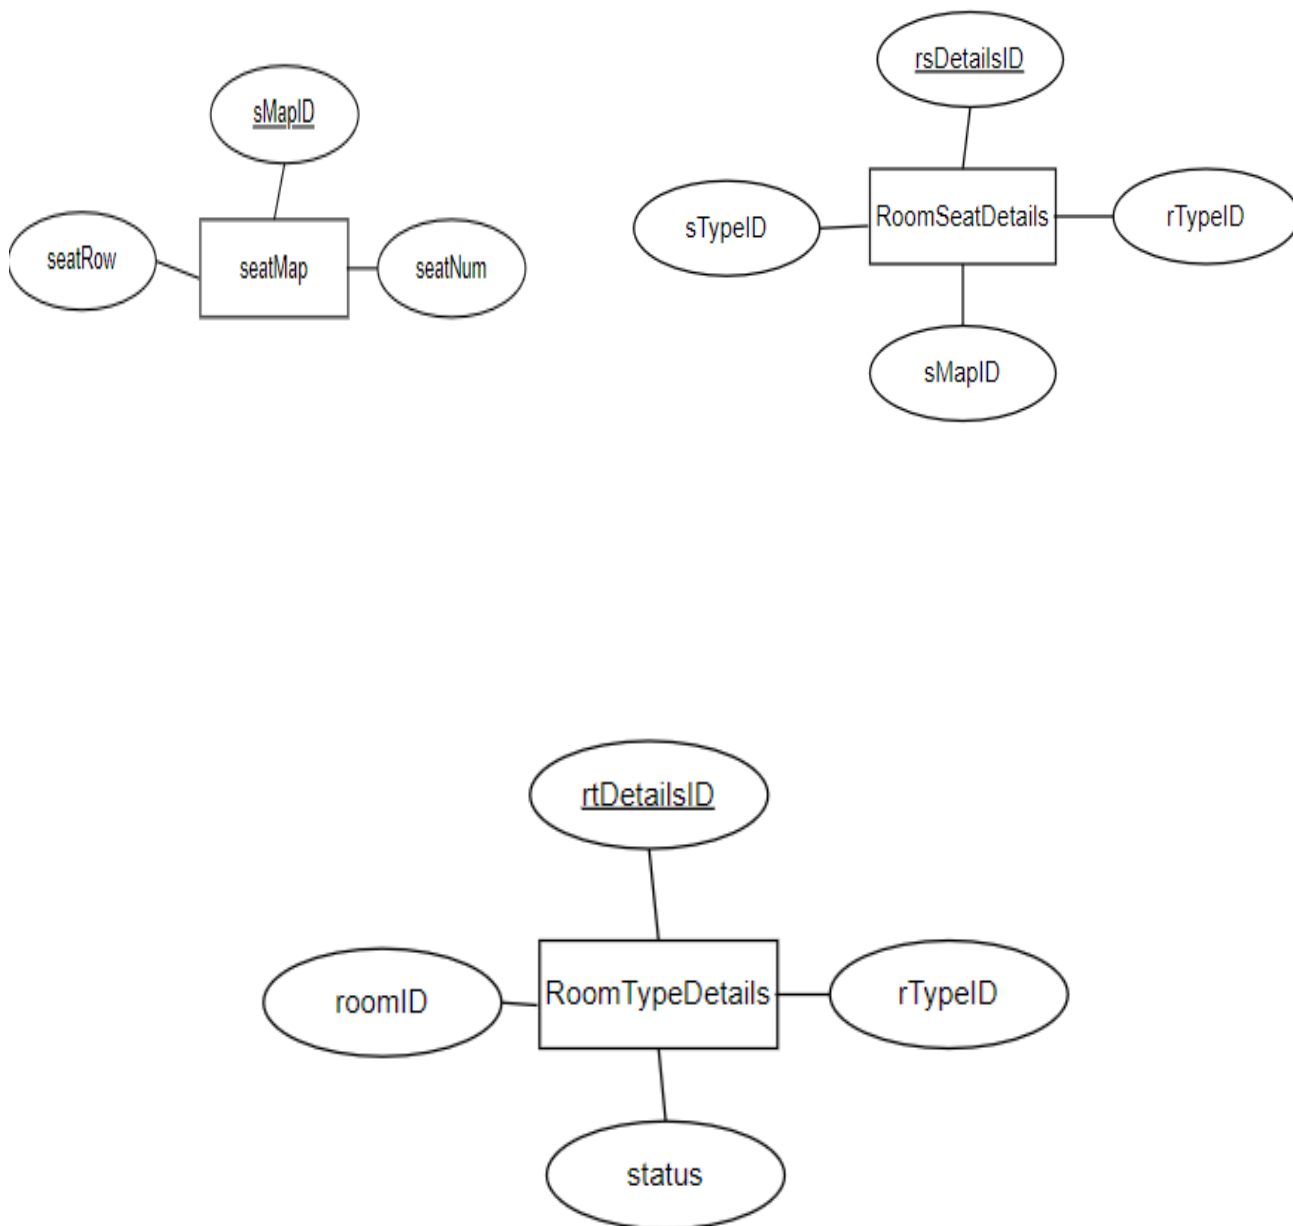 sMapID
seatRow
seatMap
seatNum
rsDetailsID
sTypeID
RoomSeatDetails
rTypeID
sMapID
rtDetailsID
roomID
RoomTypeDetails
rTypeID
status